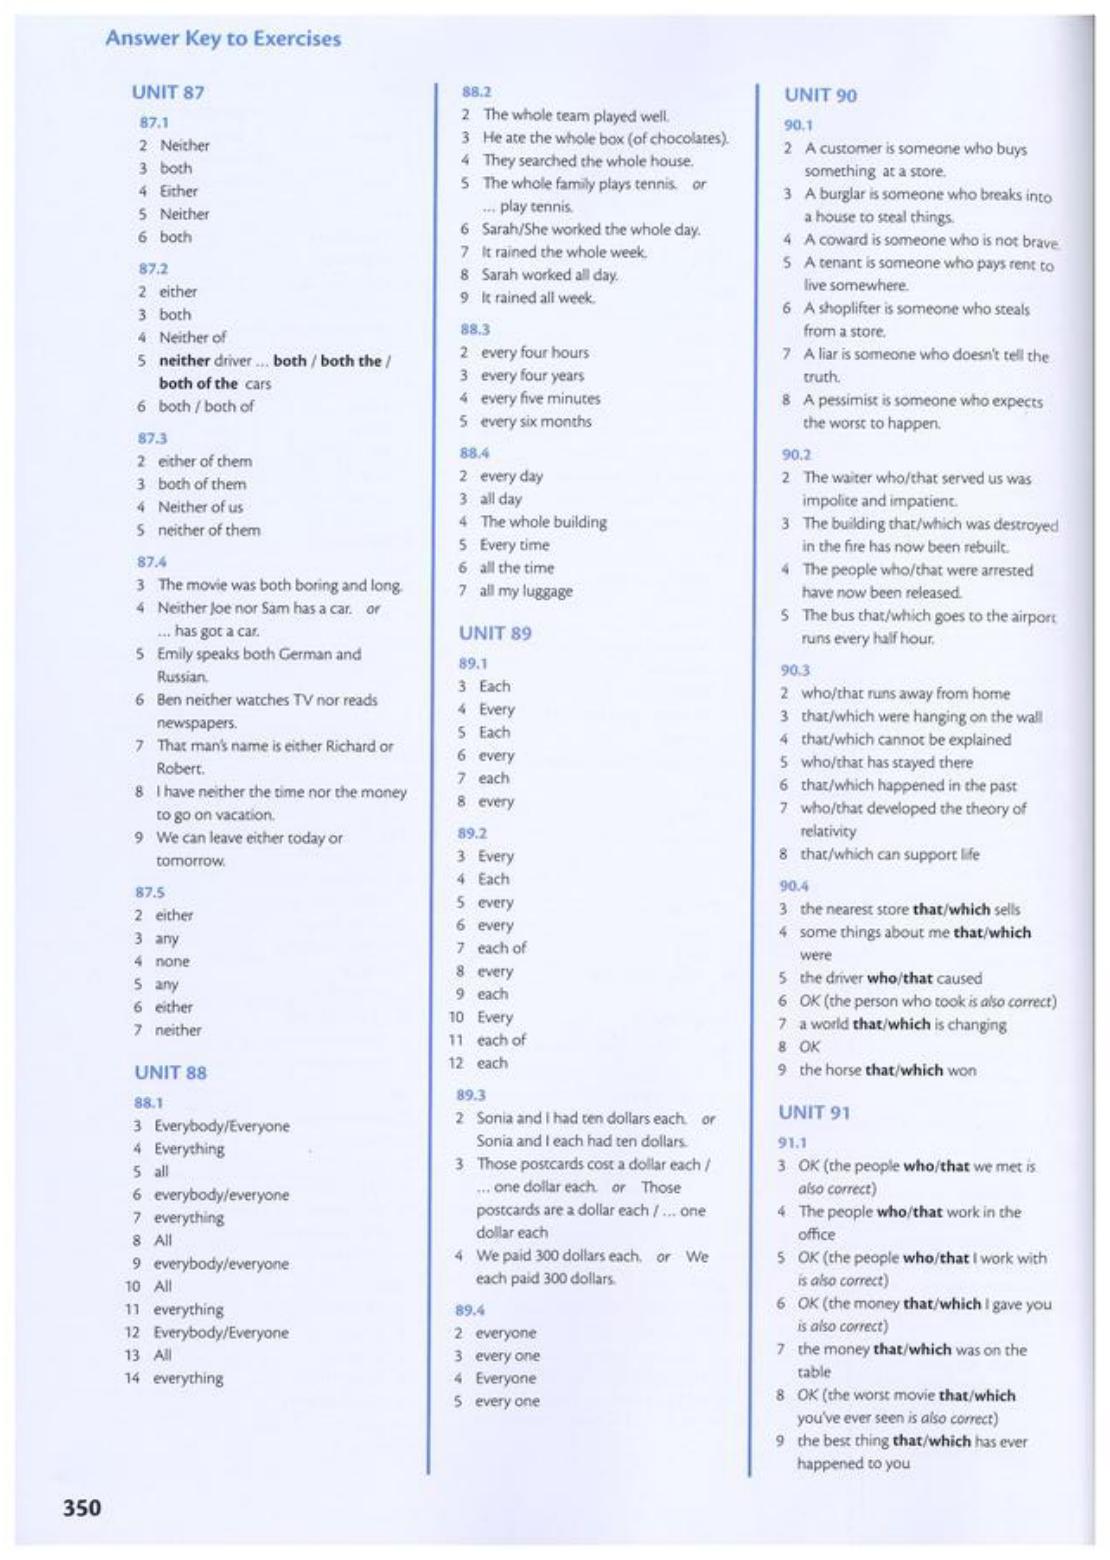 Answer Key to Exercises
UNIT 87
87.1
2 Neither
3 both
4 Either
5 Neither
6 both
87.2
2 either
3 both
4 Neither of
5 neither driver ... both / both the /
both of the cars
6 both / both of
87.3
2 either of them
3 both of them
4 Neither of us
5 neither of them
87.4
3 The movie was both boring and long.
4 Neither Joe nor Sam has a car. or
... has got a car.
5 Emily speaks both German and
Russian.
6 Ben neither watches TV nor reads
newspapers.
7 That man's name is either Richard or
Robert.
8 I have neither the time nor the money
to go on vacation.
9 We can leave either today or
tomorrow.
87.5
2 either
3 any
4 none
5 any
6 either
7 neither
UNIT 88
88.1
3 Everybody/Everyone
4 Everything
5 all
6 everybody/everyone
7 everything
8 All
9 everybody/everyone
10 All
11 everything
12 Everybody/Everyone
13 All
14 everything
88.2
2 The whole team played well.
3 He ate the whole box (of chocolates).
4 They searched the whole house.
5 The whole family plays tennis. or
... play tennis.
6 Sarah/She worked the whole day.
7 It rained the whole week.
8 Sarah worked all day.
9 It rained all week.
88.3
2 every four hours
3 every four years
4 every five minutes
5 every six months
88.4
2 every day
3 all day
4 The whole building
5 Every time
6 all the time
7 all my luggage
UNIT 89
89.1
3 Each
4 Every
5 Each
6 every
7 each
8 every
89.2
3 Every
4 Each
5 every
6 every
7 each of
8 every
9 each
10 Every
11 each of
12 each
89.3
2 Sonia and I had ten dollars each. or
Sonia and I each had ten dollars.
3 Those postcards cost a dollar each /
... one dollar each. or Those
postcards are a dollar each / ... one
dollar each
4 We paid 300 dollars each. or We
each paid 300 dollars.
89.4
2 everyone
3 every one
4 Everyone
5 every one
UNIT 90
90.1
2 A customer is someone who buys
something at a store.
3 A burglar is someone who breaks into
a house to steal things.
4 A coward is someone who is not brave.
5 A tenant is someone who pays rent to
live somewhere.
6 A shoplifter is someone who steals
from a store.
7 A liar is someone who doesn't tell the
truth.
8 A pessimist is someone who expects
the worst to happen.
90.2
2 The waiter who/that served us was
impolite and impatient.
3 The building that/which was destroyed
in the fire has now been rebuilt.
4 The people who/that were arrested
have now been released.
5 The bus that/which goes to the airport
runs every half hour.
90.3
2 who/that runs away from home
3 that/which were hanging on the wall
4 that/which cannot be explained
5 who/that has stayed there
6 that/which happened in the past
7 who/that developed the theory of
relativity
8 that/which can support life
90.4
3 the nearest store that/which sells
4 some things about me that/which
were
5 the driver who/that caused
6 OK (the person who took is also correct)
7 a world that/which is changing
8 OK
9 the horse that/which won
UNIT 91
91.1
3 OK (the people who/that we met is
also correct)
4 The people who/that work in the
office
5 OK (the people who/that I work with
is also correct)
6 OK (the money that/which I gave you
is also correct)
7 the money that/which was on the
table
8 OK (the worst movie that/which
you've ever seen is also correct)
9 the best thing that/which has ever
happened to you
350